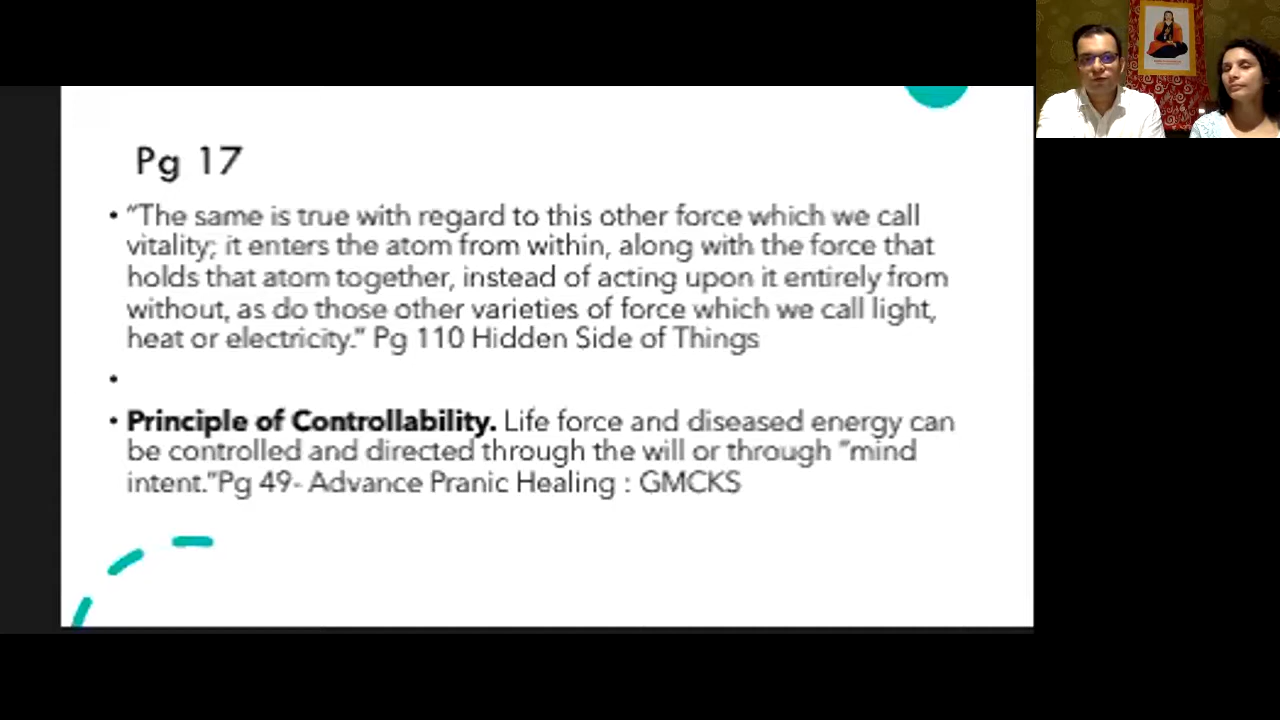 Pg 17
• “The same is true with regard to this other force which we call
vitality; it enters the atom from within, along with the force that
holds that atom together, instead of acting upon it entirely from
without, as do those other varieties of force which we call light,
heat or electricity.” Pg 110 Hidden Side of Things
•
• Principle of Controllability. Life force and diseased energy can
be controlled and directed through the will or through “mind
intent.”Pg 49- Advance Pranic Healing : GMCKS